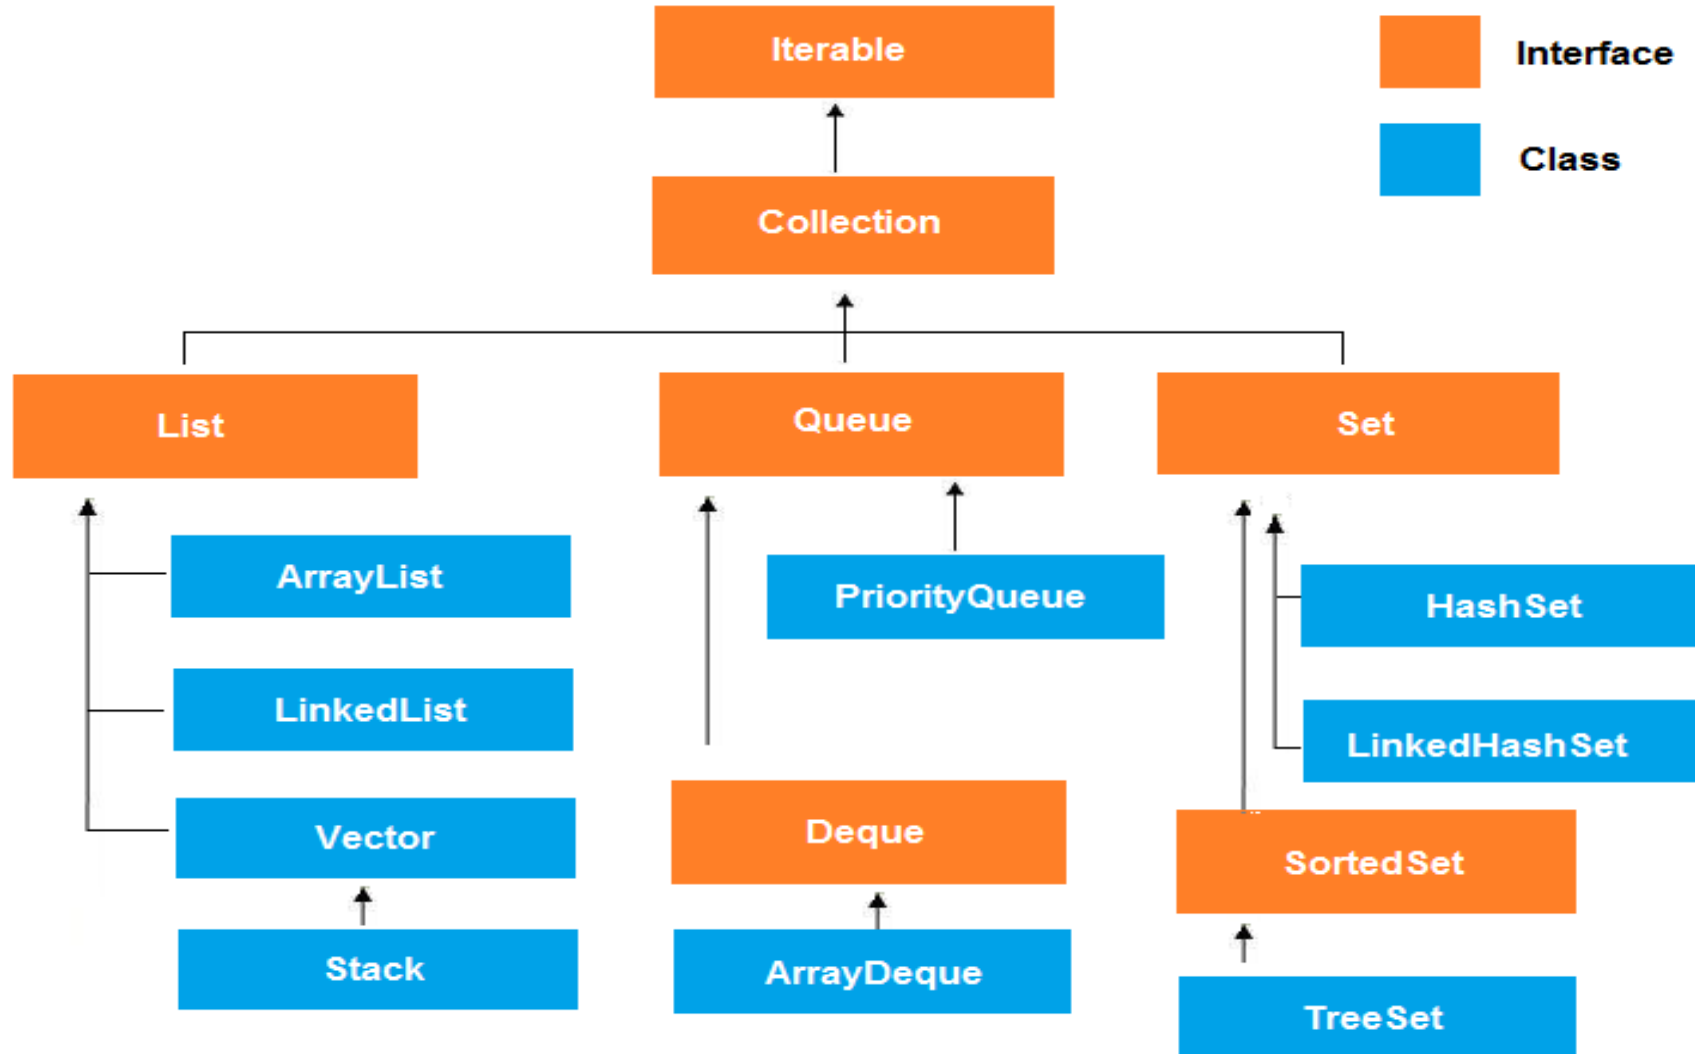 Iterable
Interface
Class
Collection
List
Queue
Set
ArrayList
PriorityQueue
HashSet
LinkedList
LinkedHashSet
Vector
Deque
SortedSet
Stack
ArrayDeque
TreeSet